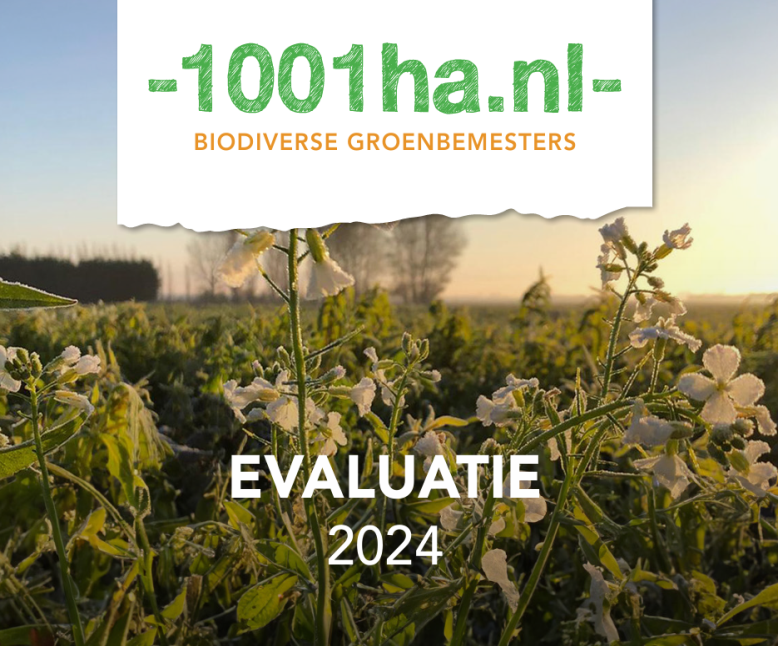 -1001ha.nl-
BIODIVERSE GROENBEMESTERS
EVALUATIE
2024